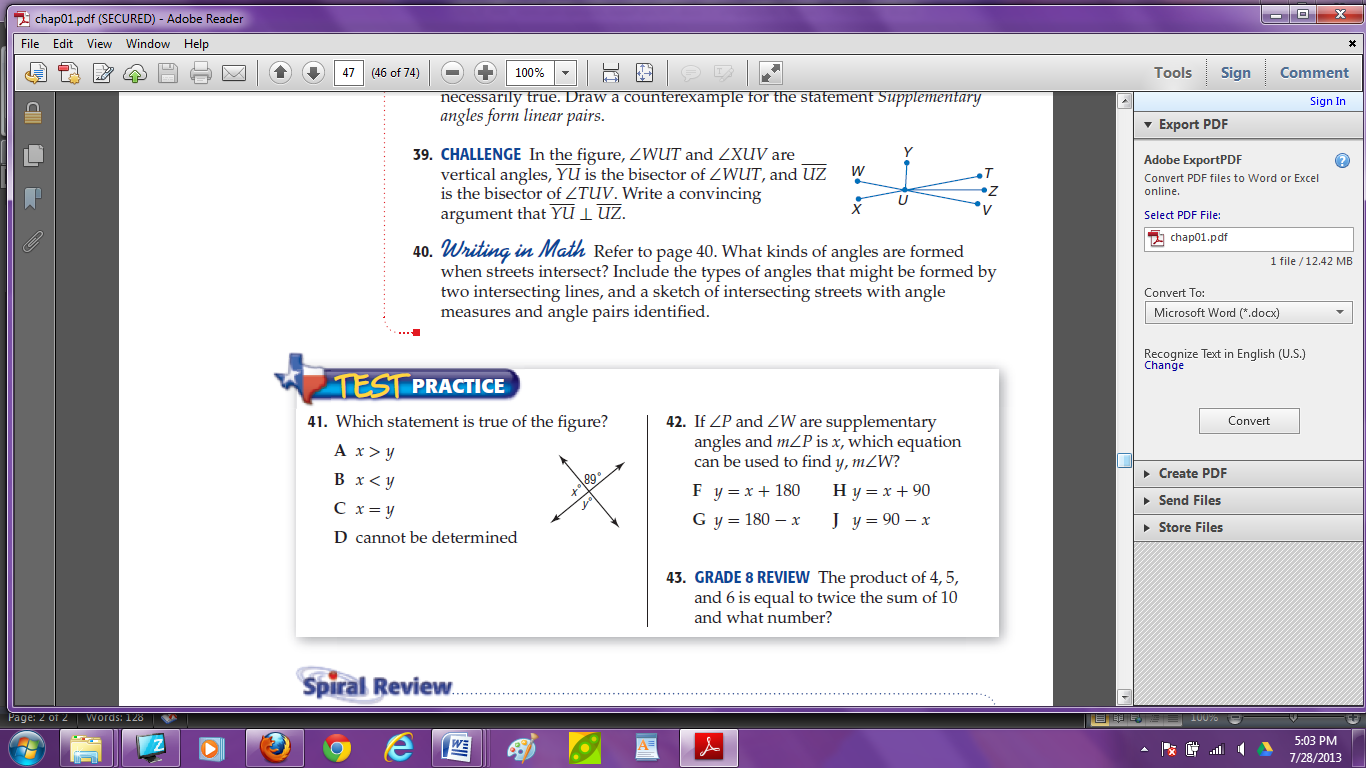 chap01.pdf (SECURED) - Adobe Reader
File Edit View Window Help
47 (46 of 74) 100% Tools Sign Comment
Sign In
Export PDF
Adobe ExportPDF
Convert PDF files to Word or Excel
online.
Select PDF File:
chap01.pdf
1 file / 12.42 MB
Convert To:
Microsoft Word (*.docx)
Recognize Text in English (U.S.)
Change
Convert
Create PDF
Send Files
Store Files
necessarily true. Draw a counterexample for the statement Supplementary
angles form linear pairs.
39. CHALLENGE In the figure, ∠WUT and ∠XUV are
vertical angles, Y͞U͞ is the bisector of ∠WUT, and U͞Z͞
is the bisector of ∠TUV. Write a convincing
argument that Y͞U͞ ⊥ U͞Z͞.
Y
W
T
Z
U
X
V
40. Writing in Math Refer to page 40. What kinds of angles are formed
when streets intersect? Include the types of angles that might be formed by
two intersecting lines, and a sketch of intersecting streets with angle
measures and angle pairs identified.
TEST PRACTICE
41. Which statement is true of the figure?
A x > y
B x < y
C x = y
D cannot be determined
89°
x°
y°
42. If ∠P and ∠W are supplementary
angles and m∠P is x, which equation
can be used to find y, m∠W?
F y = x + 180 H y = x + 90
G y = 180 − x J y = 90 − x
43. GRADE 8 REVIEW The product of 4, 5,
and 6 is equal to twice the sum of 10
and what number?
Spiral Review
Page: 2 of 2 Words: 128 100%
5:03 PM
7/28/2013